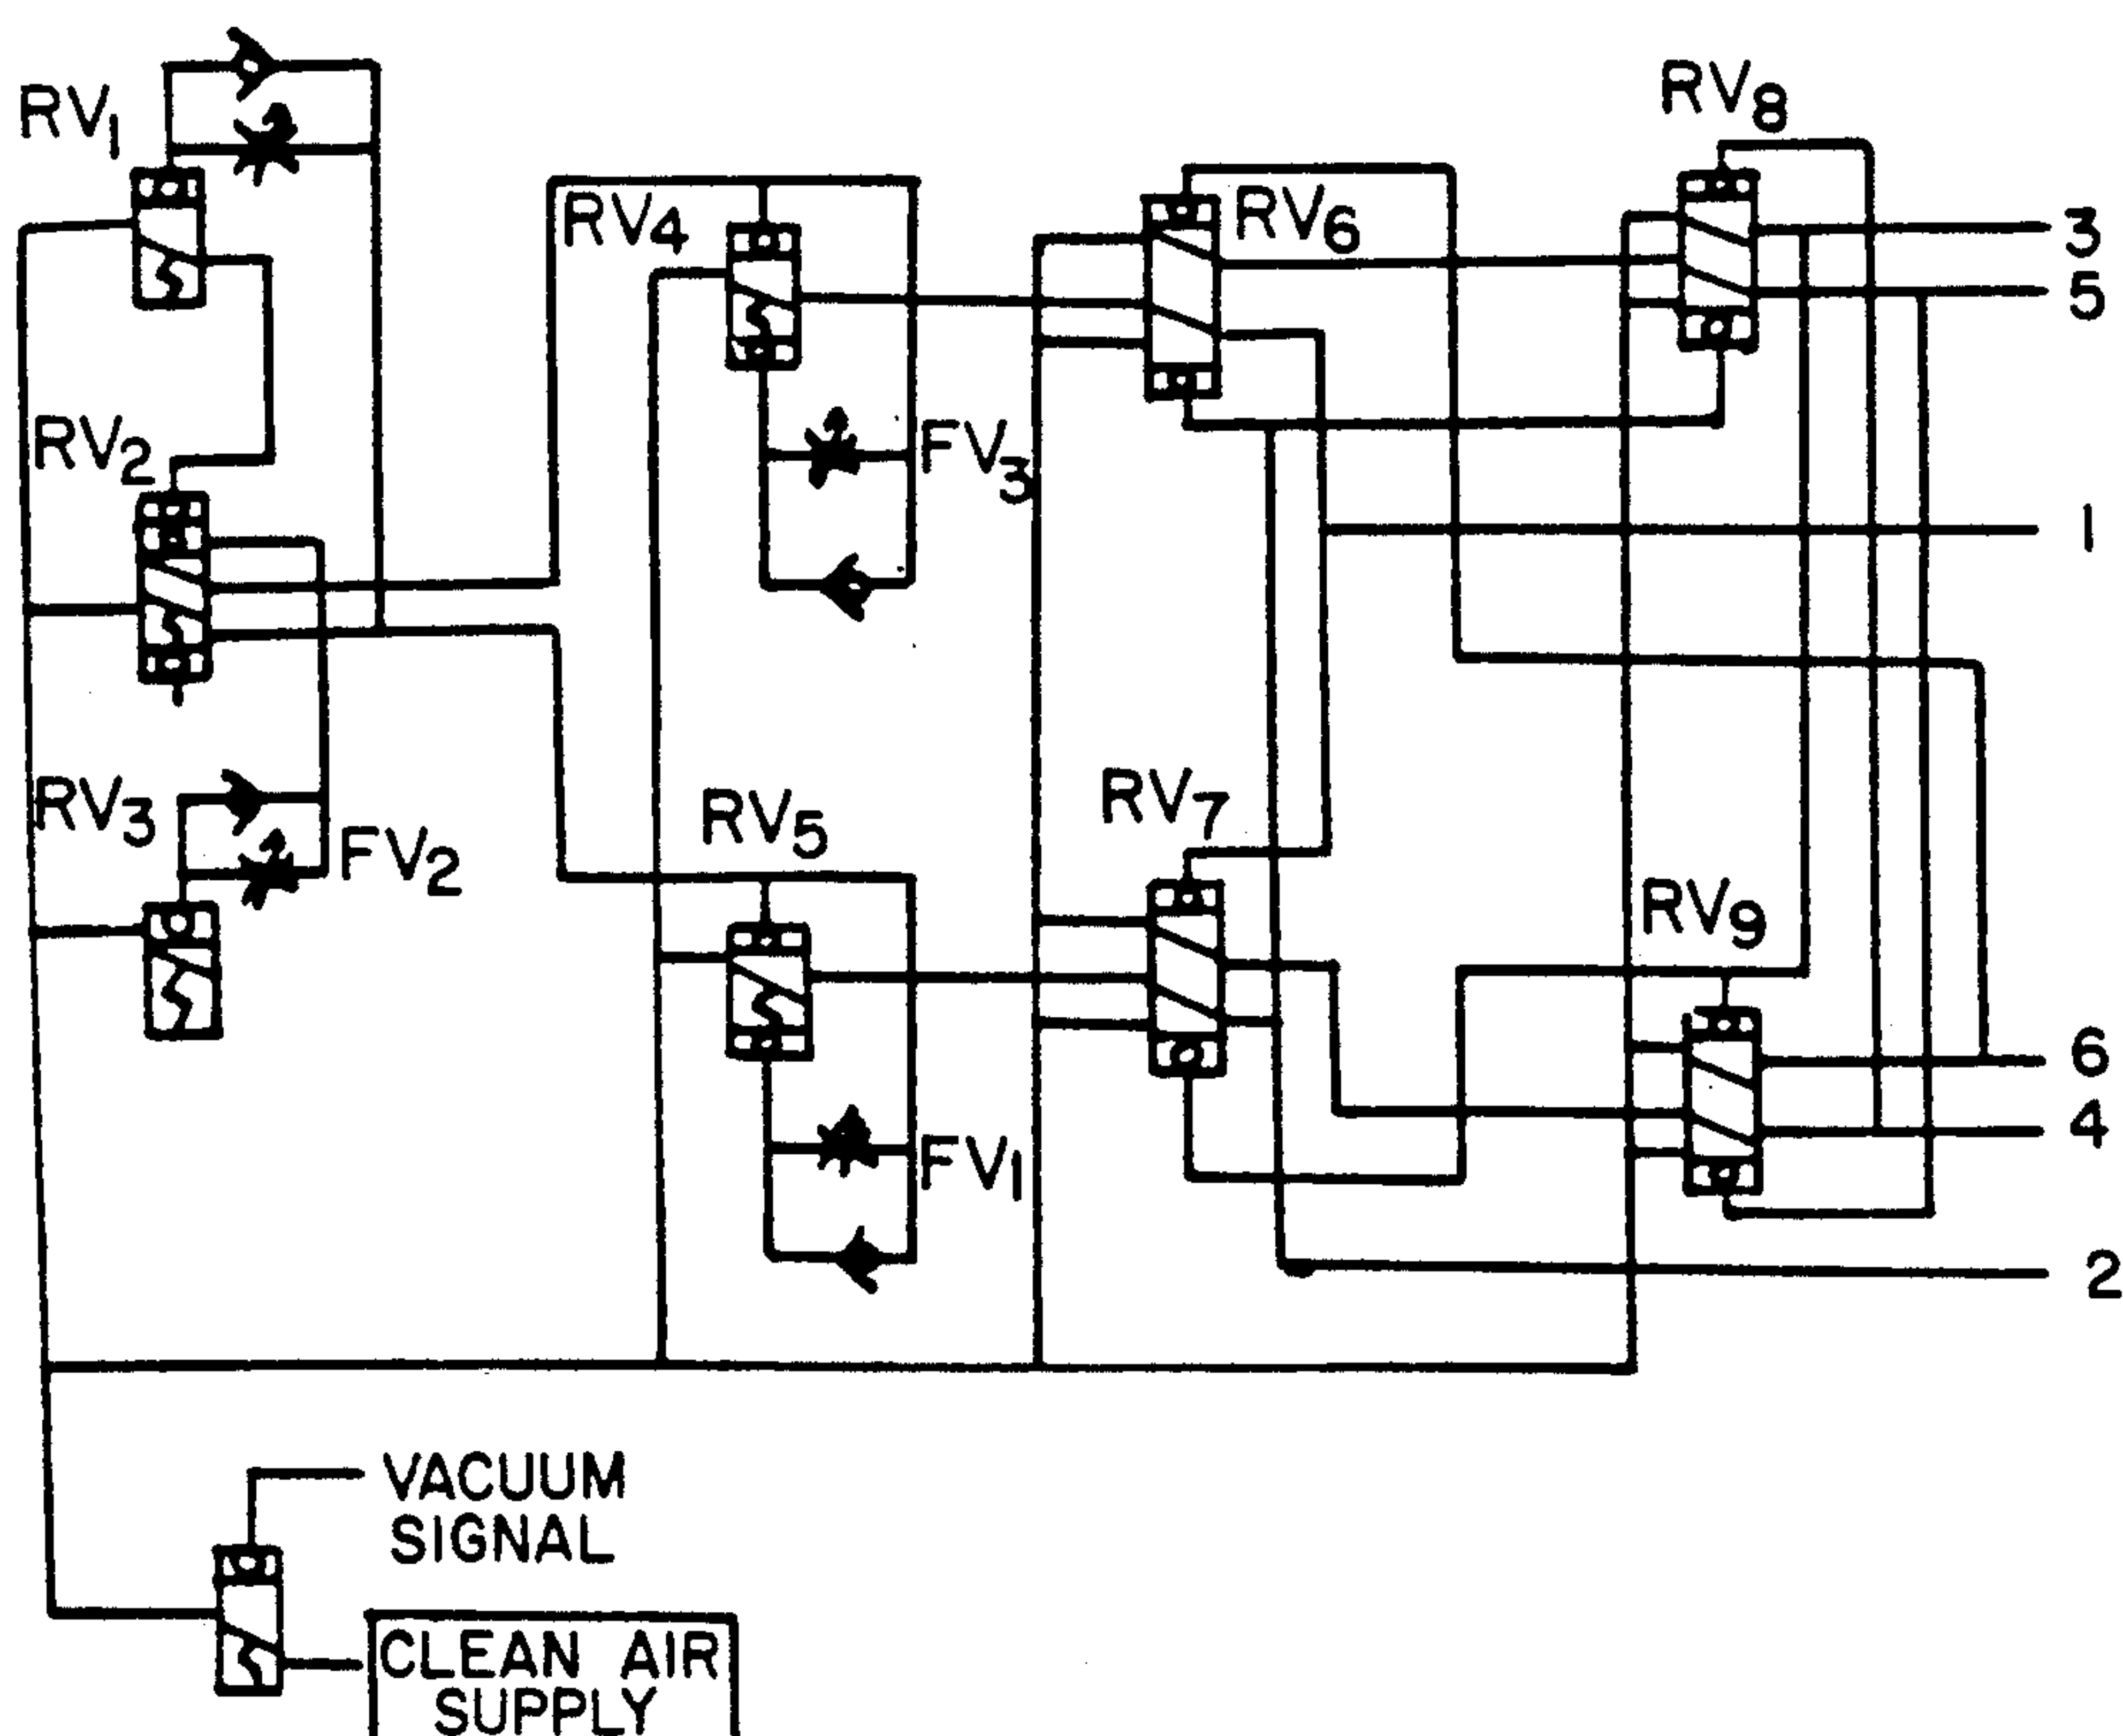 RV1
RV8
RV4
RV6
3
5
RV2
FV3
1
RV3
FV2
RV5
RV7
RV9
6
4
FV1
2
VACUUM
SIGNAL
CLEAN AIR
SUPPLY